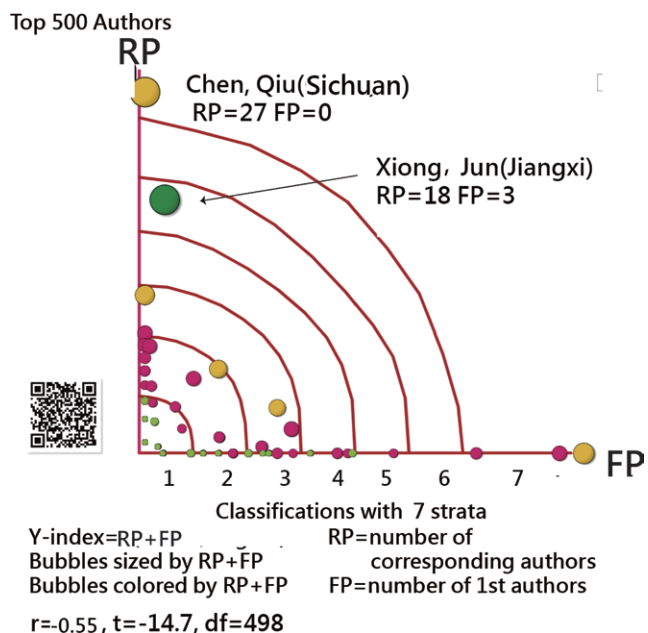 Top 500 Authors
RP
Chen, Qiu(Sichuan)
RP=27 FP=0
Xiong, Jun(Jiangxi)
RP=18 FP=3
1 2 3 4 5 6 7
FP
Classifications with 7 strata
Y-index=RP+FP
Bubbles sized by RP+FP
Bubbles colored by RP+FP
RP=number of
corresponding authors
FP=number of 1st authors
r=-0.55, t=-14.7, df=498